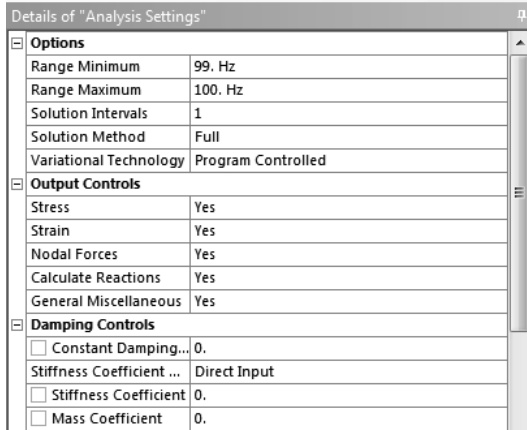 Details of "Analysis Settings"
Options
Range Minimum 99. Hz
Range Maximum 100. Hz
Solution Intervals 1
Solution Method Full
Variational Technology Program Controlled
Output Controls
Stress Yes
Strain Yes
Nodal Forces Yes
Calculate Reactions Yes
General Miscellaneous Yes
Damping Controls
Constant Damping... 0.
Stiffness Coefficient ... Direct Input
Stiffness Coefficient 0.
Mass Coefficient 0.